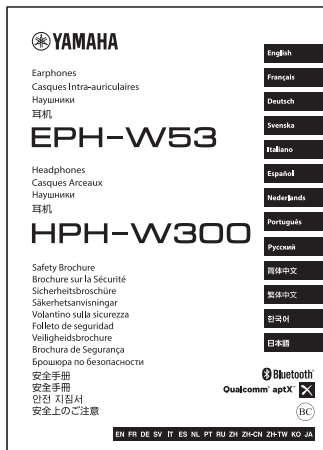 YAMAHA
Earphones
Casques Intra-auriculaires
Наушники
耳机
EPH-W53
Headphones
Casques Arceaux
Наушники
耳机
HPH-W300
Safety Brochure
Brochure sur la Sécurité
Sicherheitsbroschüre
Säkerhetsanvisningar
Volantino sulla sicurezza
Folleto de seguridad
Veiligheidsbrochure
Brochura de Segurança
Брошюра по безопасности
安全手册
安全手冊
안전 지침서
安全上のご注意
English
Français
Deutsch
Svenska
Italiano
Español
Nederlands
Português
Русский
简体中文
繁体中文
한국어
日本語
Bluetooth®
Qualcomm® aptX™
BC
EN FR DE SV IT ES NL PT RU ZH ZH-CN ZH-TW KO JA